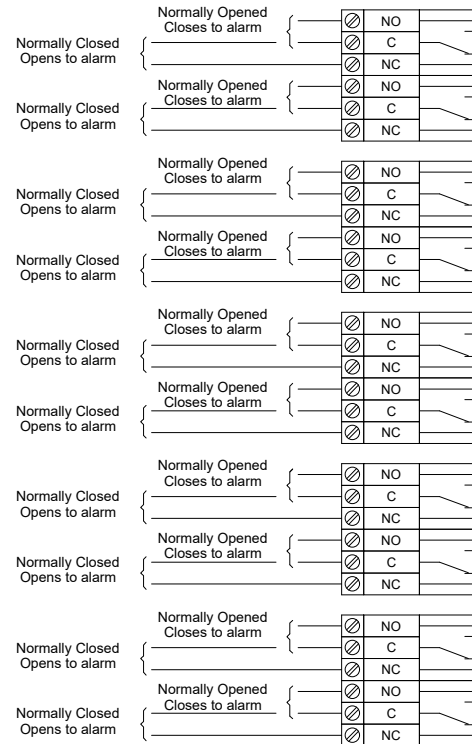 Normally Opened
Closes to alarm
NO
Normally Closed
Opens to alarm
C
NC
Normally Opened
Closes to alarm
NO
Normally Closed
Opens to alarm
C
NC
Normally Opened
Closes to alarm
NO
Normally Closed
Opens to alarm
C
NC
Normally Opened
Closes to alarm
NO
Normally Closed
Opens to alarm
C
NC
Normally Opened
Closes to alarm
NO
Normally Closed
Opens to alarm
C
NC
Normally Opened
Closes to alarm
NO
Normally Closed
Opens to alarm
C
NC
Normally Opened
Closes to alarm
NO
Normally Closed
Opens to alarm
C
NC
Normally Opened
Closes to alarm
NO
Normally Closed
Opens to alarm
C
NC
Normally Opened
Closes to alarm
NO
Normally Closed
Opens to alarm
C
NC
Normally Opened
Closes to alarm
NO
Normally Closed
Opens to alarm
C
NC